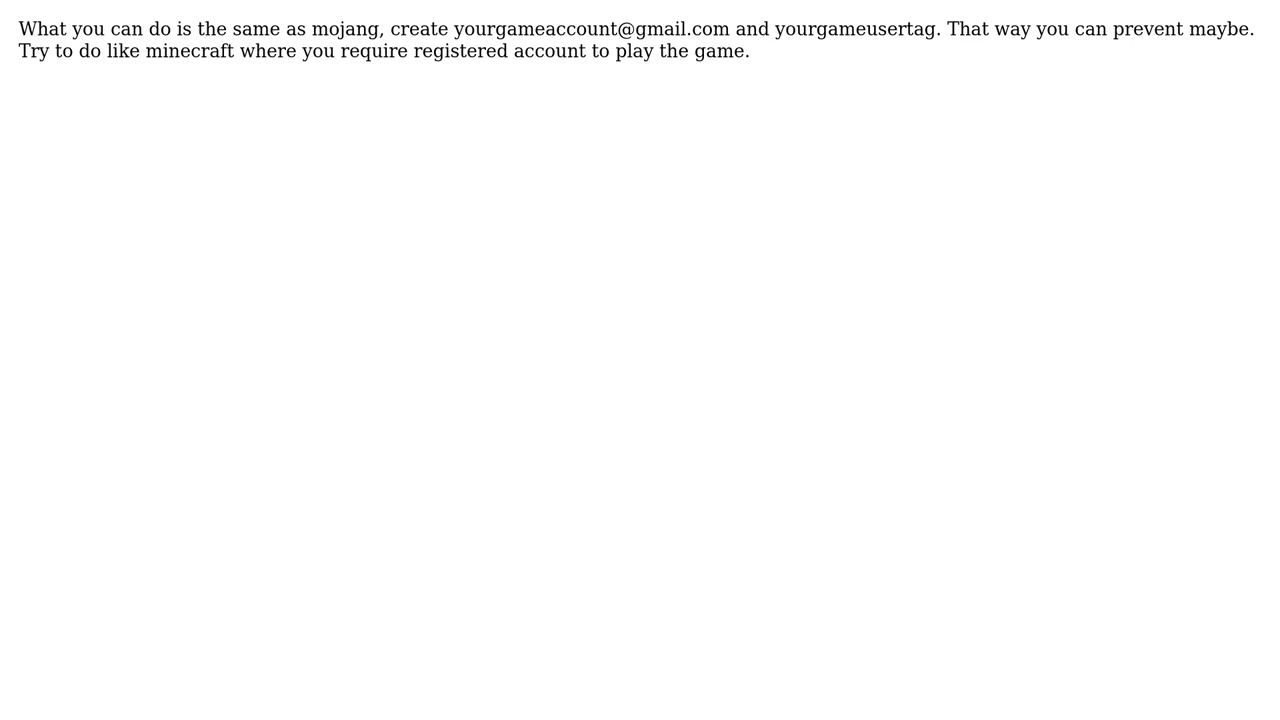 What you can do is the same as mojang, create yourgameaccount@gmail.com and yourgameusertag. That way you can prevent maybe.
Try to do like minecraft where you require registered account to play the game.